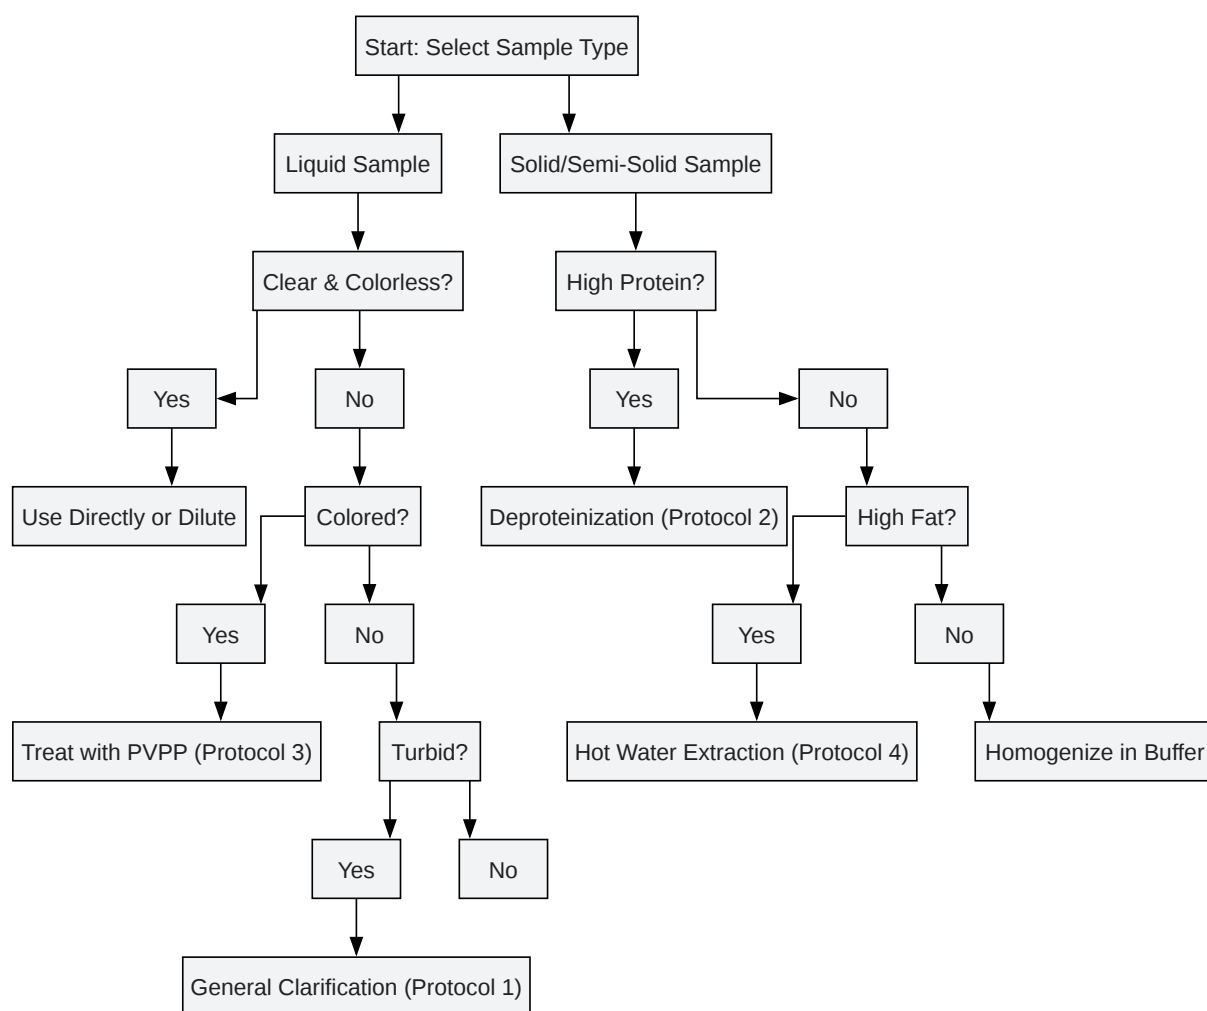 Start: Select Sample Type
Liquid Sample
Solid/Semi-Solid Sample
Clear & Colorless?
High Protein?
Yes
No
Yes
No
Use Directly or Dilute
Colored?
Deproteinization (Protocol 2)
High Fat?
Yes
No
Yes
No
Treat with PVPP (Protocol 3)
Turbid?
Hot Water Extraction (Protocol 4)
Homogenize in Buffer
Yes
No
General Clarification (Protocol 1)